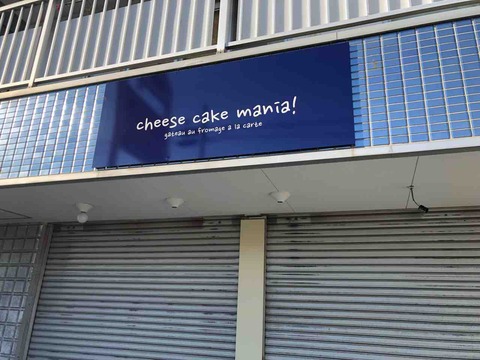 cheese cake mania!
gateau au fromage a la carte